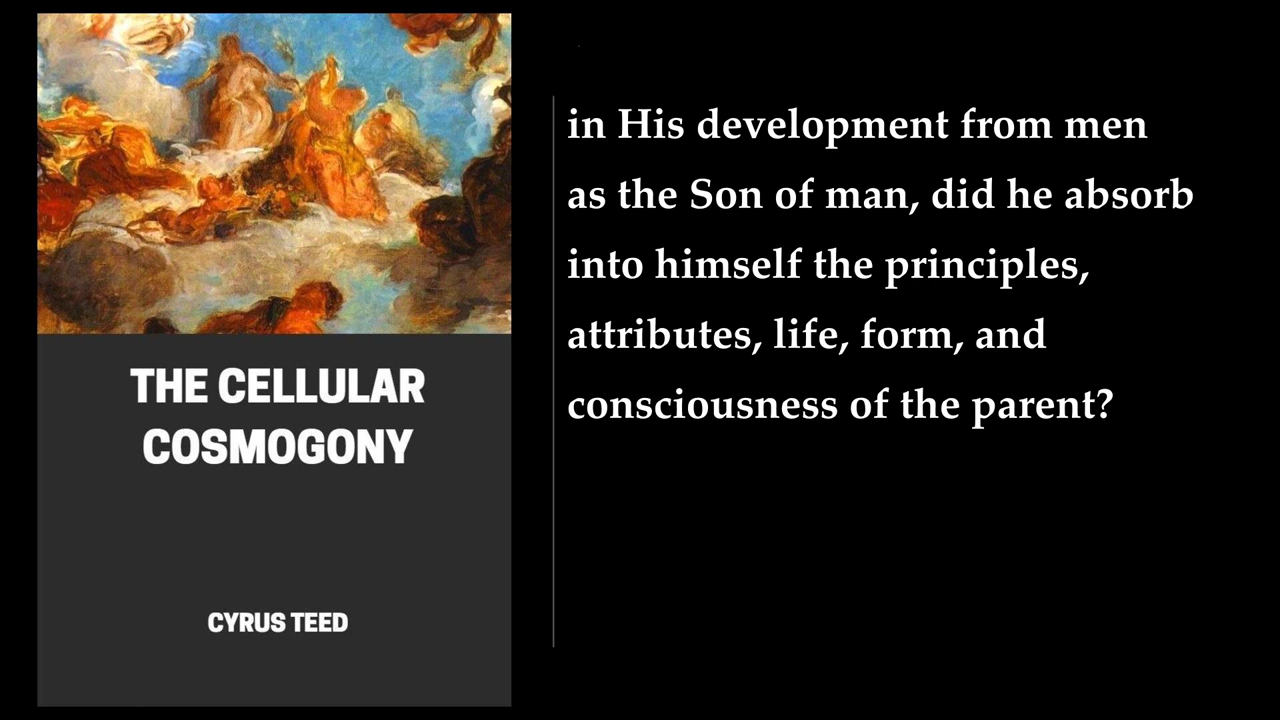 THE CELLULAR
COSMOGONY
CYRUS TEED
in His development from men
as the Son of man, did he absorb
into himself the principles,
attributes, life, form, and
consciousness of the parent?